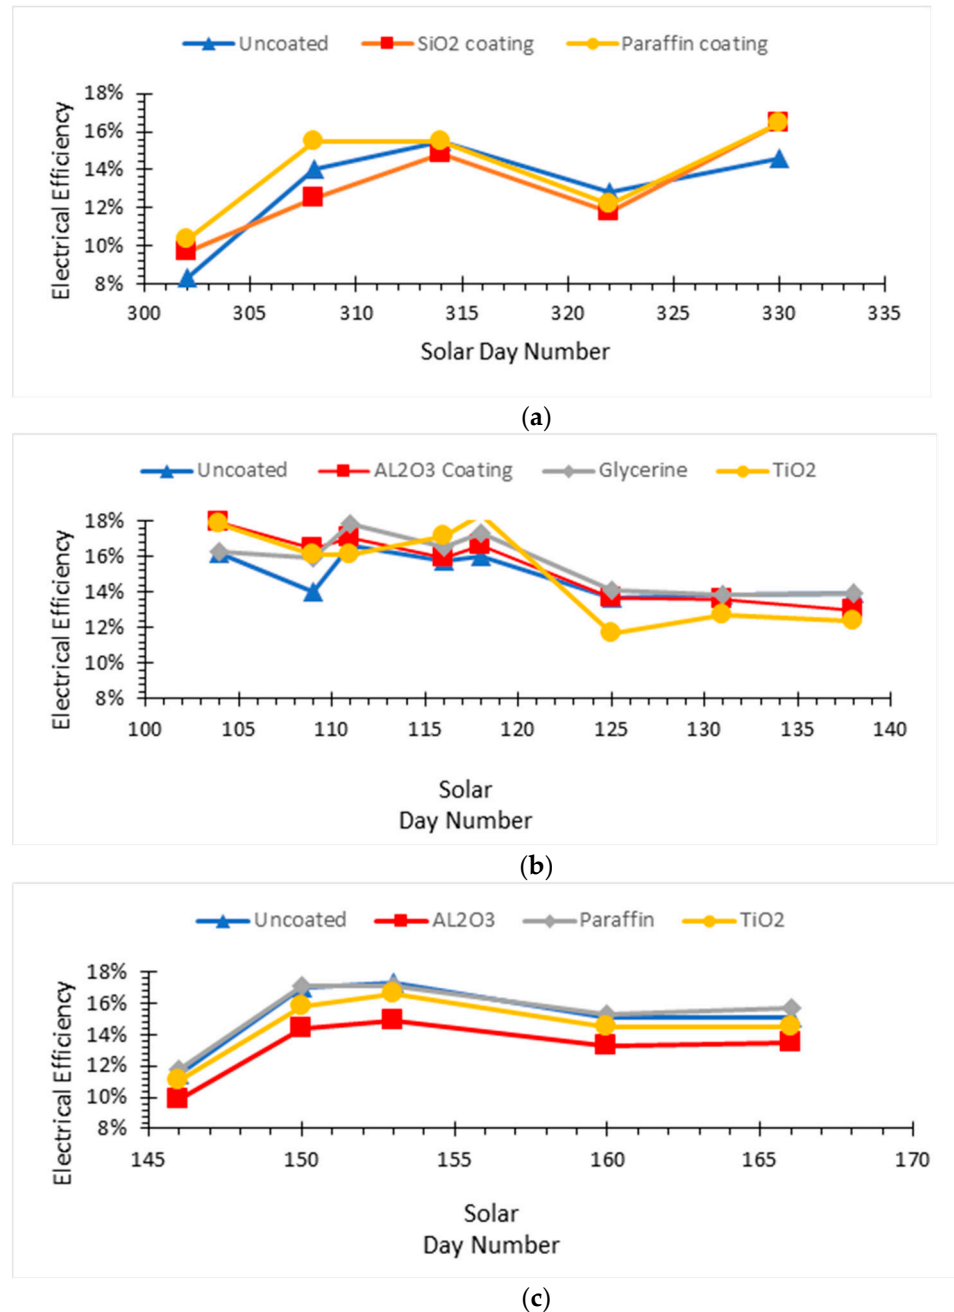 Uncoated SiO2 coating Paraffin coating
Electrical Efficiency
18%
16%
14%
12%
10%
8%
300 305 310 315 320 325 330 335
Solar Day Number
(a)
Uncoated AL2O3 Coating Glycerine TiO2
Electrical Efficiency
18%
16%
14%
12%
10%
8%
100 105 110 115 120 125 130 135 140
Solar
Day Number
(b)
Uncoated AL2O3 Paraffin TiO2
Electrical Efficiency
18%
16%
14%
12%
10%
8%
145 150 155 160 165 170
Solar
Day Number
(c)